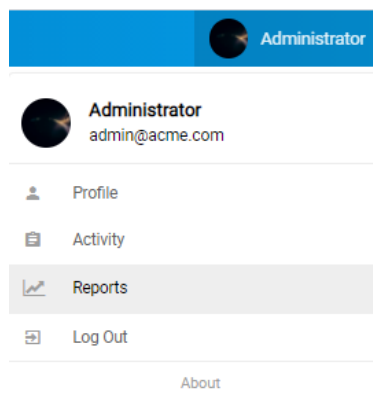 Administrator
Administrator
admin@acme.com
Profile
Activity
Reports
Log Out
About